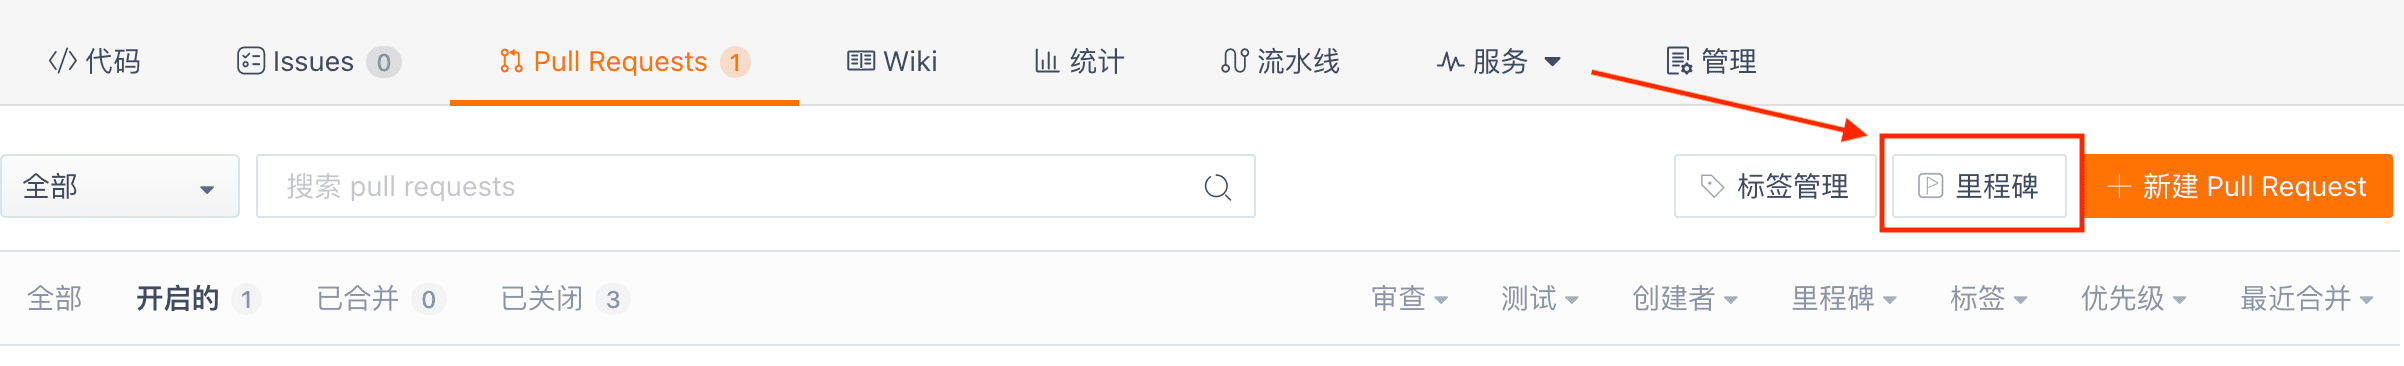 代码 Issues 0 Pull Requests 1 Wiki 统计 流水线 服务 管理
全部 搜索 pull requests 标签管理 里程碑 新建 Pull Request
全部 开启的 1 已合并 0 已关闭 3 审查 测试 创建者 里程碑 标签 优先级 最近合并